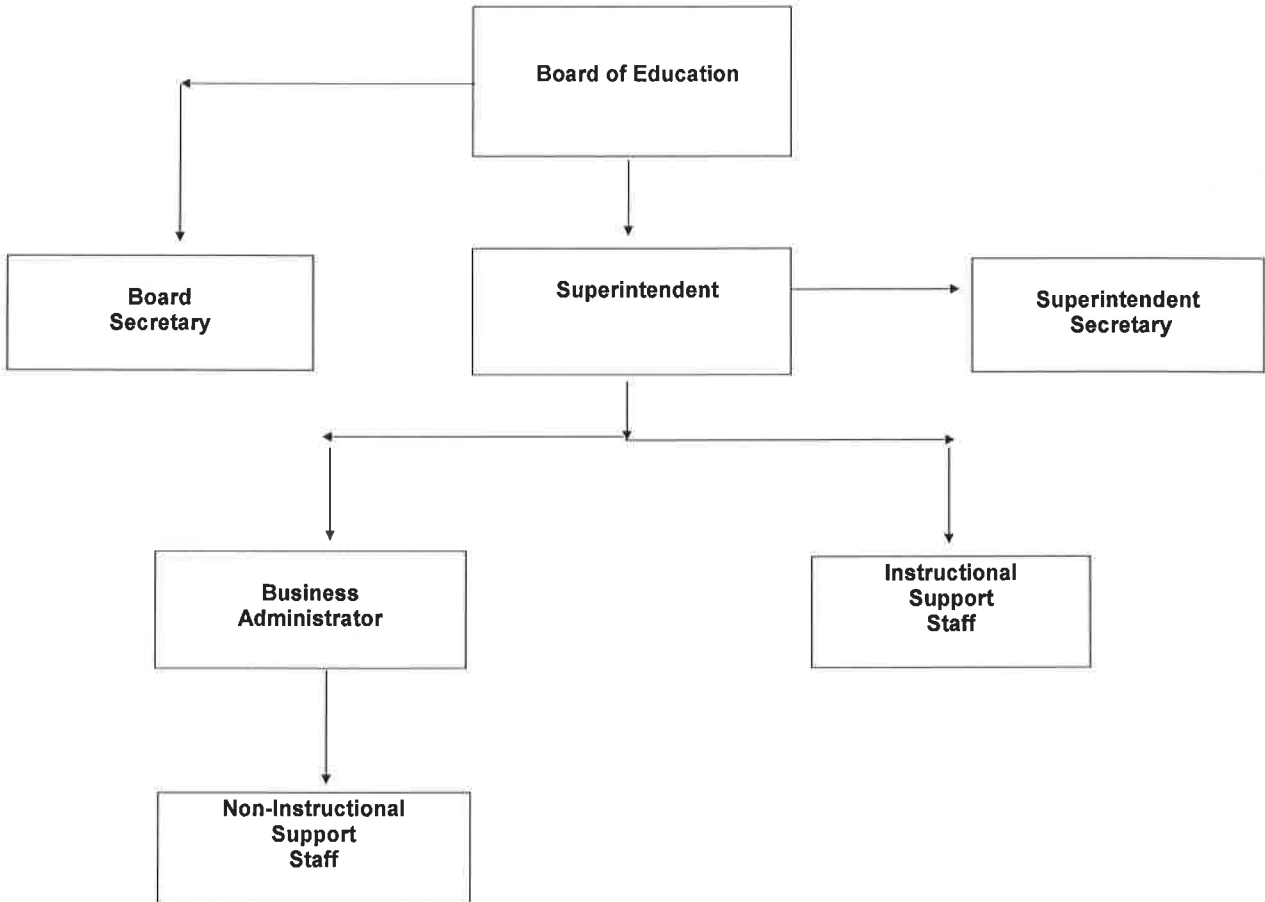 Board of Education
Board
Secretary
Superintendent
Superintendent
Secretary
Business
Administrator
Instructional
Support
Staff
Non-Instructional
Support
Staff